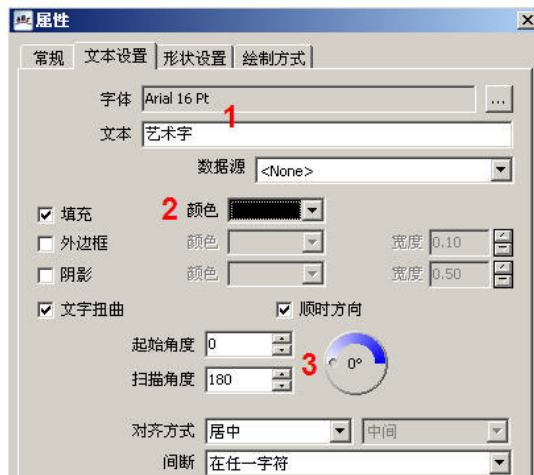 属性
常规 文本设置 形状设置 绘制方式
字体 Arial 16 Pt ...
1
文本 艺术字
数据源 <None>
填充 2 颜色
外边框 颜色 宽度 0.10
阴影 颜色 宽度 0.50
文字扭曲 顺时方向
起始角度 0
3 0°
扫描角度 180
对齐方式 居中 中间
间断 在任一字符